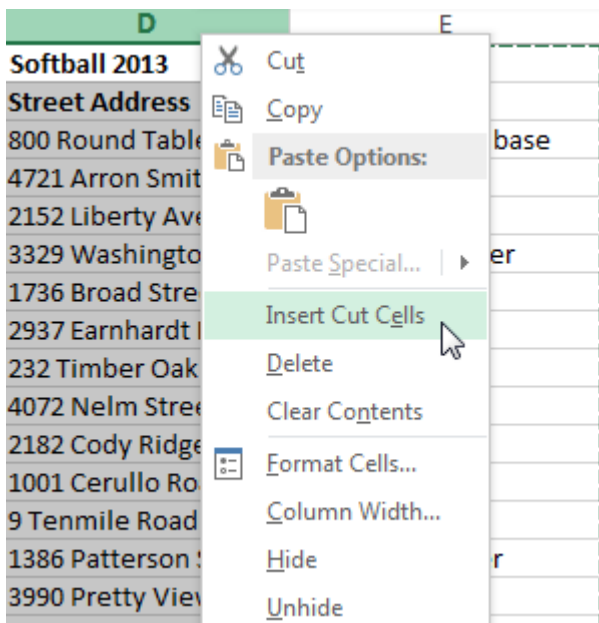 D E
Softball 2013
Street Address
800 Round Table base
4721 Arron Smit
2152 Liberty Ave
3329 Washingto er
1736 Broad Stre
2937 Earnhardt
232 Timber Oak
4072 Nelm Stree
2182 Cody Ridge
1001 Cerullo Ro
9 Tenmile Road
1386 Patterson r
3990 Pretty View
Cut
Copy
Paste Options:
Paste Special...
Insert Cut Cells
Delete
Clear Contents
Format Cells...
Column Width...
Hide
Unhide